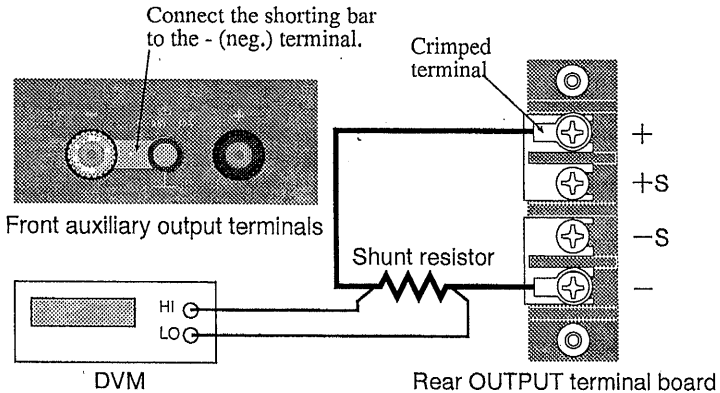 Connect the shorting bar
to the - (neg.) terminal.
Crimped
terminal
+
+S
−S
−
Front auxiliary output terminals
Shunt resistor
HI
LO
DVM
Rear OUTPUT terminal board